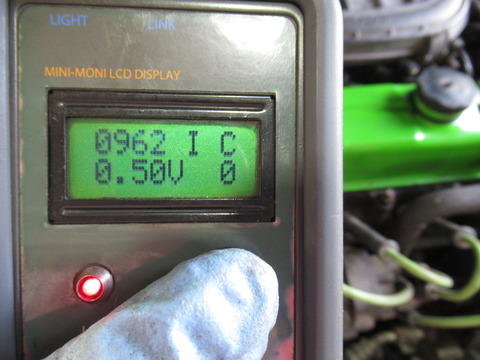 LIGHT LINK
MINI-MONI LCD DISPLAY
0962 I C
0.50V 0